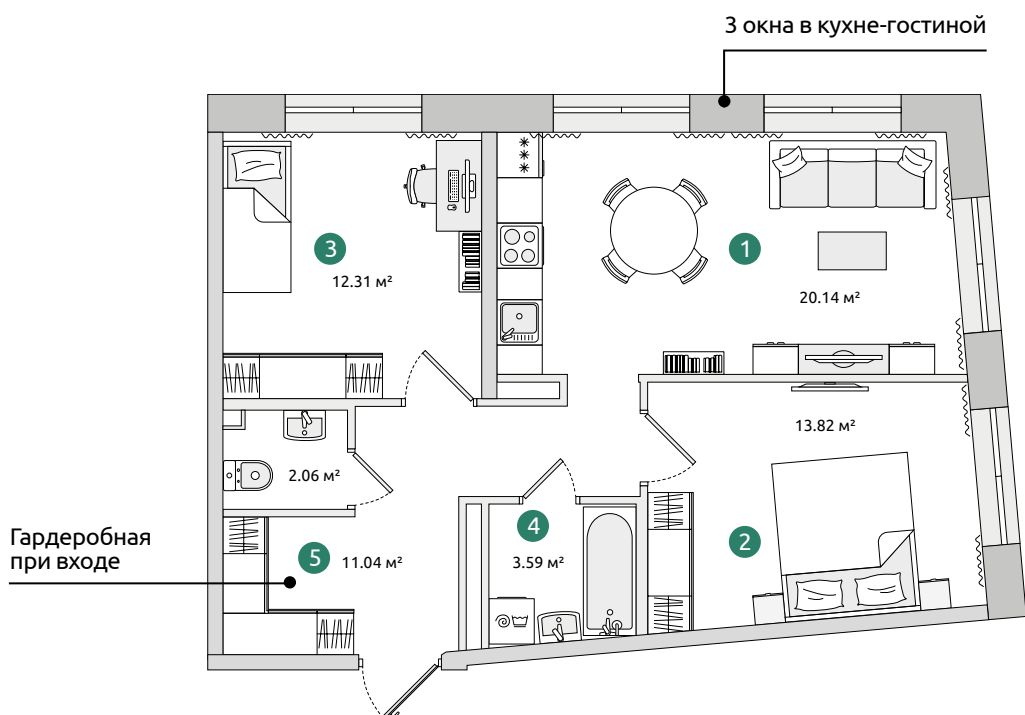 3 окна в кухне-гостиной
3
12.31 м²
1
20.14 м²
13.82 м²
2.06 м²
4
3.59 м²
2
Гардеробная
при входе
5
11.04 м²